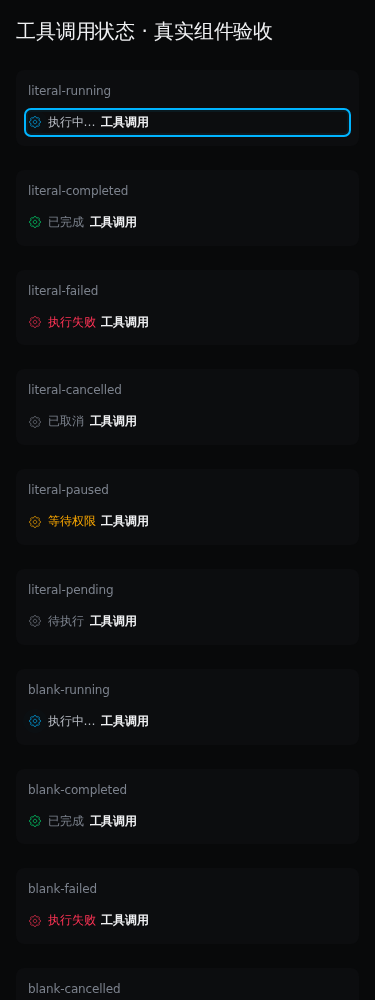 工具调用状态 · 真实组件验收
literal-running
执行中... 工具调用
literal-completed
已完成 工具调用
literal-failed
执行失败 工具调用
literal-cancelled
已取消 工具调用
literal-paused
等待权限 工具调用
literal-pending
待执行 工具调用
blank-running
执行中... 工具调用
blank-completed
已完成 工具调用
blank-failed
执行失败 工具调用
blank-cancelled